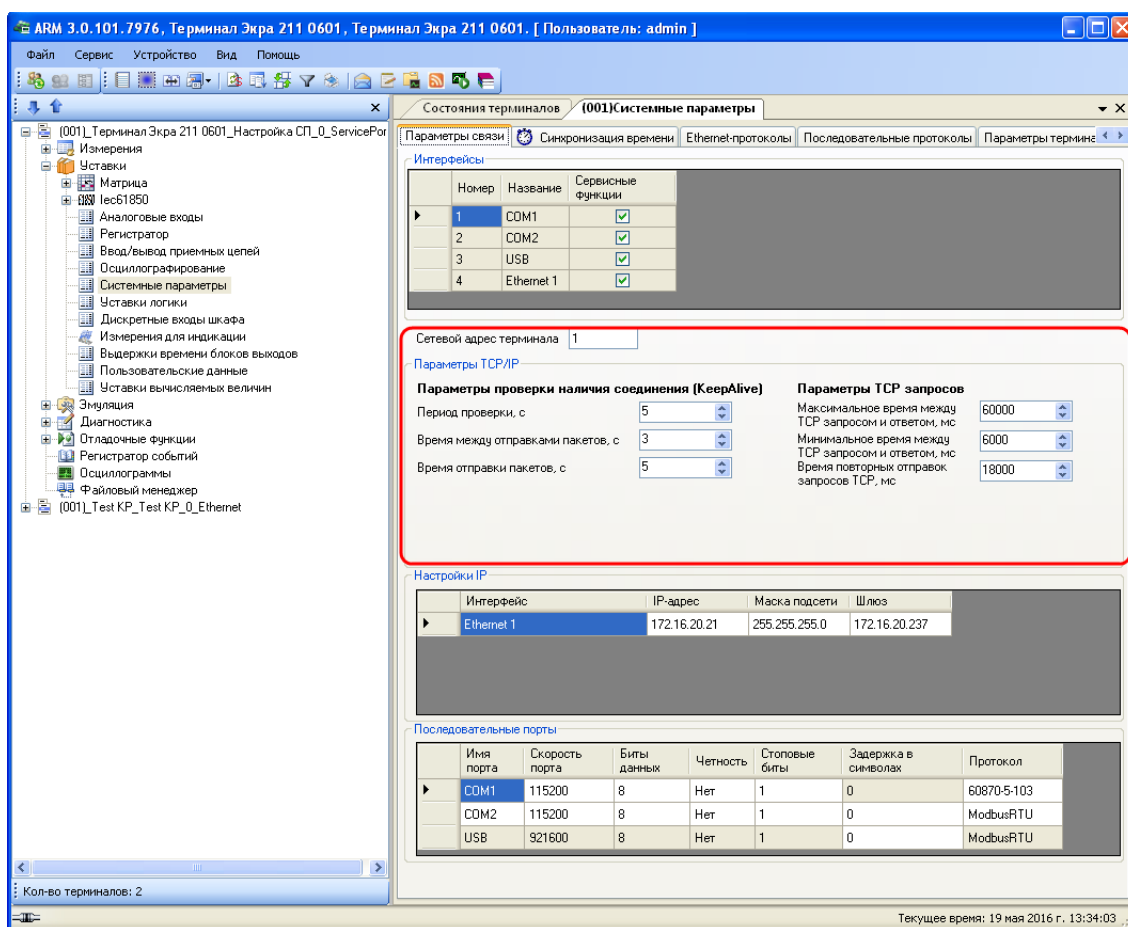 ARM 3.0.101.7976, Терминал Экра 211 0601, Терминал Экра 211 0601. [ Пользователь: admin ]
Файл Сервис Устройство Вид Помощь
(001)_Терминал Экра 211 0601_Настройка СП_0_ServicePor
Измерения
Уставки
Матрица
Iec61850
Аналоговые входы
Регистратор
Ввод/вывод приемных цепей
Осциллографирование
Системные параметры
Уставки логики
Дискретные входы шкафа
Измерения для индикации
Выдержки времени блоков выходов
Пользовательские данные
Уставки вычисляемых величин
Эмуляция
Диагностика
Отладочные функции
Регистратор событий
Осциллограммы
Файловый менеджер
(001)_Test KP_Test KP_0_Ethernet
Кол-во терминалов: 2
Состояния терминалов (001)Системные параметры
Параметры связи Синхронизация времени Ethernet-протоколы Последовательные протоколы Параметры термина
Интерфейсы
Номер Название Сервисные функции
1 COM1
2 COM2
3 USB
4 Ethernet 1
Сетевой адрес терминала 1
Параметры TCP/IP
Параметры проверки наличия соединения (KeepAlive)
Период проверки, с 5
Время между отправками пакетов, с 3
Время отправки пакетов, с 5
Параметры TCP запросов
Максимальное время между 60000
TCP запросом и ответом, мс
Минимальное время между 6000
TCP запросом и ответом, мс
Время повторных отправок 18000
запросов TCP, мс
Настройки IP
Интерфейс IP-адрес Маска подсети Шлюз
Ethernet 1 172.16.20.21 255.255.255.0 172.16.20.237
Последовательные порты
Имя порта Скорость порта Биты данных Четность Стоповые биты Задержка в символах Протокол
COM1 115200 8 Нет 1 0 60870-5-103
COM2 115200 8 Нет 1 0 ModbusRTU
USB 921600 8 Нет 1 0 ModbusRTU
Текущее время: 19 мая 2016 г. 13:34:03